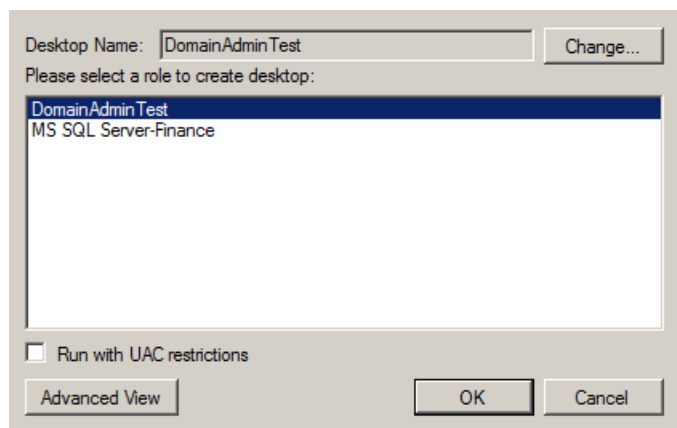 Desktop Name: DomainAdminTest Change...
Please select a role to create desktop:
DomainAdminTest
MS SQL Server-Finance
Run with UAC restrictions
Advanced View OK Cancel